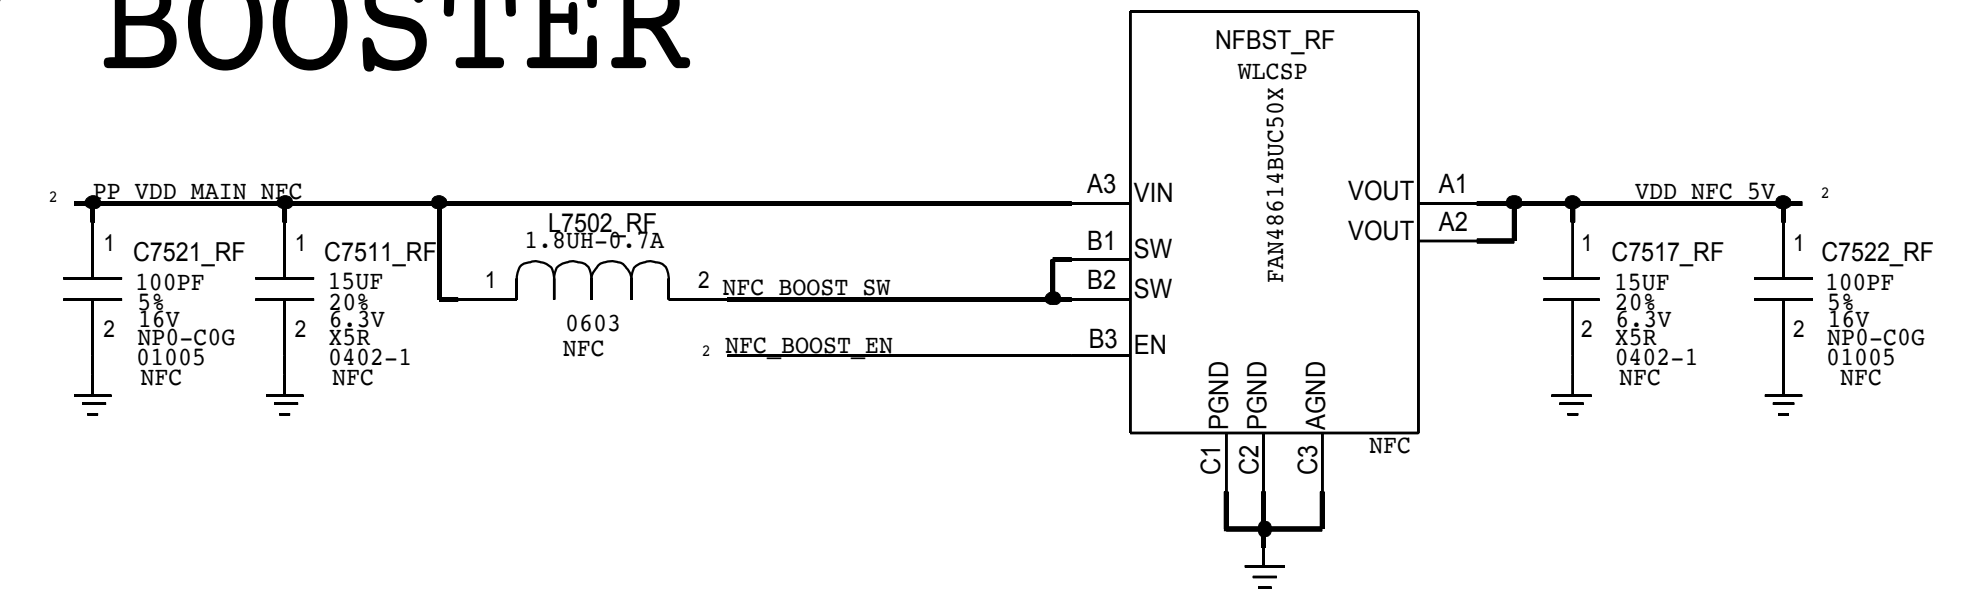 BOOSTER
NFBST_RF
WLCSP
FAN48614BUC50X
2
PP_VDD_MAIN_NFC
A3
VIN
VOUT
A1
VDD_NFC_5V
2
VOUT
A2
L7502_RF
1.8UH-0.7A
1
2
NFC_BOOST_SW
0603
NFC
B1
SW
B2
SW
2
NFC_BOOST_EN
B3
EN
1
C7521_RF
100PF
5%
16V
2
NP0-C0G
01005
NFC
1
C7511_RF
15UF
20%
6.3V
2
X5R
0402-1
NFC
PGND
PGND
AGND
C1
C2
C3
NFC
1
C7517_RF
15UF
20%
6.3V
2
X5R
0402-1
NFC
1
C7522_RF
100PF
5%
16V
2
NP0-C0G
01005
NFC